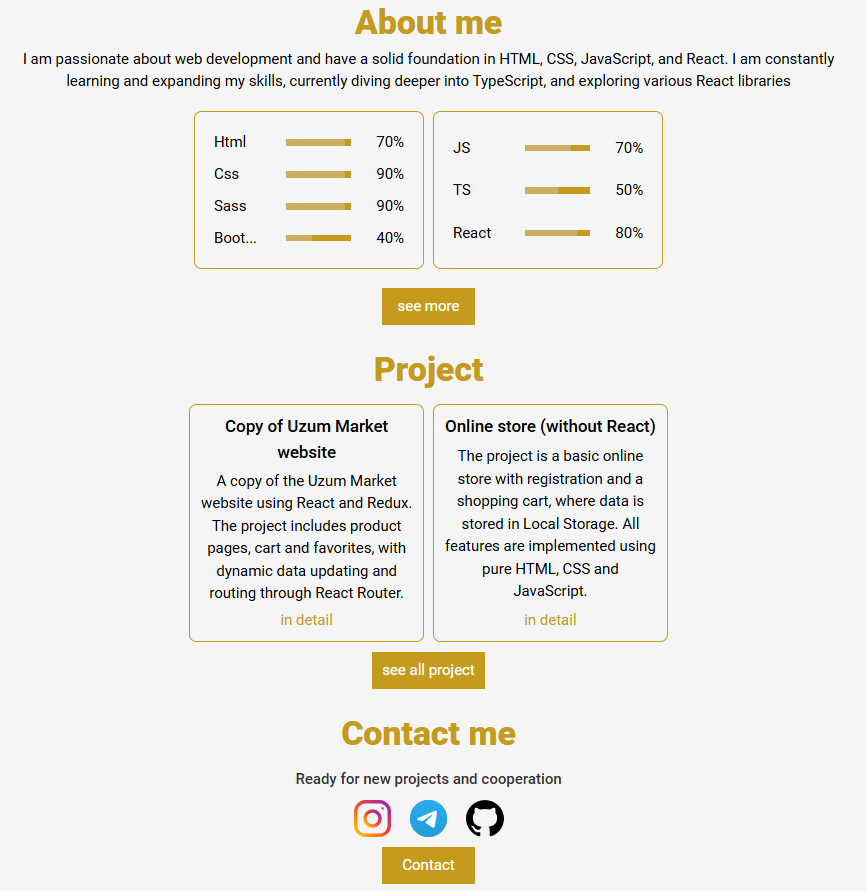 About me
I am passionate about web development and have a solid foundation in HTML, CSS, JavaScript, and React. I am constantly
learning and expanding my skills, currently diving deeper into TypeScript, and exploring various React libraries
Html 70%
Css 90%
Sass 90%
Boot... 40%
JS 70%
TS 50%
React 80%
see more
Project
Copy of Uzum Market
website
A copy of the Uzum Market
website using React and Redux.
The project includes product
pages, cart and favorites, with
dynamic data updating and
routing through React Router.
in detail
Online store (without React)
The project is a basic online
store with registration and a
shopping cart, where data is
stored in Local Storage. All
features are implemented using
pure HTML, CSS and
JavaScript.
in detail
see all project
Contact me
Ready for new projects and cooperation
Contact